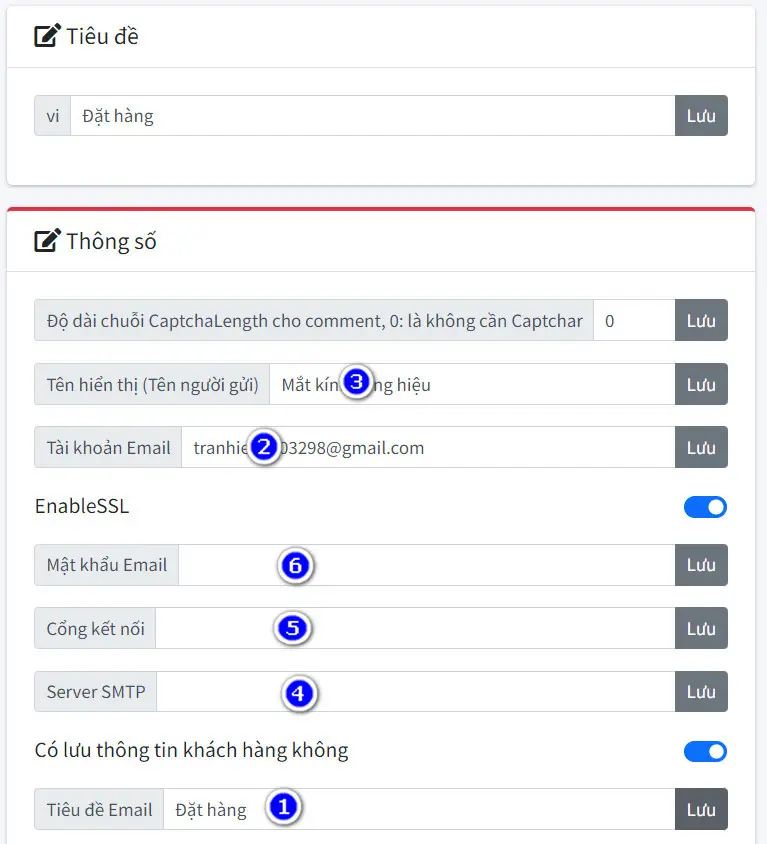 Tiêu đề
vi Đặt hàng Lưu
Thông số
Độ dài chuỗi CaptchaLength cho comment, 0: là không cần Captchar 0 Lưu
Tên hiển thị (Tên người gửi) Mắt 3 hiệu Lưu
Tài khoản Email 2 03298@gmail.com Lưu
EnableSSL
Mật khẩu Email 6 Lưu
Cổng kết nối 5 Lưu
Server SMTP 4 Lưu
Có lưu thông tin khách hàng không
Tiêu đề Email Đặt hàng 1 Lưu